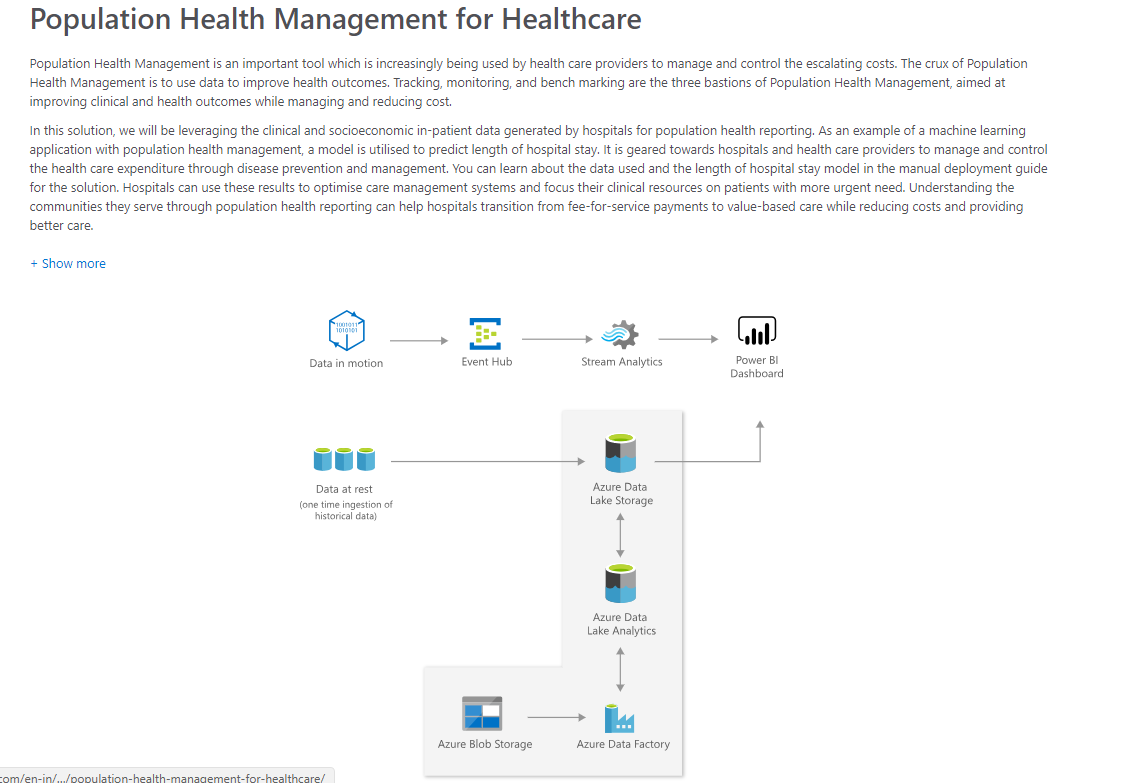 Population Health Management for Healthcare
Population Health Management is an important tool which is increasingly being used by health care providers to manage and control the escalating costs. The crux of Population
Health Management is to use data to improve health outcomes. Tracking, monitoring, and bench marking are the three bastions of Population Health Management, aimed at
improving clinical and health outcomes while managing and reducing cost.
In this solution, we will be leveraging the clinical and socioeconomic in-patient data generated by hospitals for population health reporting. As an example of a machine learning
application with population health management, a model is utilised to predict length of hospital stay. It is geared towards hospitals and health care providers to manage and control
the health care expenditure through disease prevention and management. You can learn about the data used and the length of hospital stay model in the manual deployment guide
for the solution. Hospitals can use these results to optimise care management systems and focus their clinical resources on patients with more urgent need. Understanding the
communities they serve through population health reporting can help hospitals transition from fee-for-service payments to value-based care while reducing costs and providing
better care.
+ Show more
1001011
1010101
Data in motion
Event Hub
Stream Analytics
Power BI
Dashboard
Data at rest
(one time ingestion of
historical data)
Azure Data
Lake Storage
Azure Data
Lake Analytics
Azure Blob Storage
Azure Data Factory
com/en-in/.../population-health-management-for-healthcare/